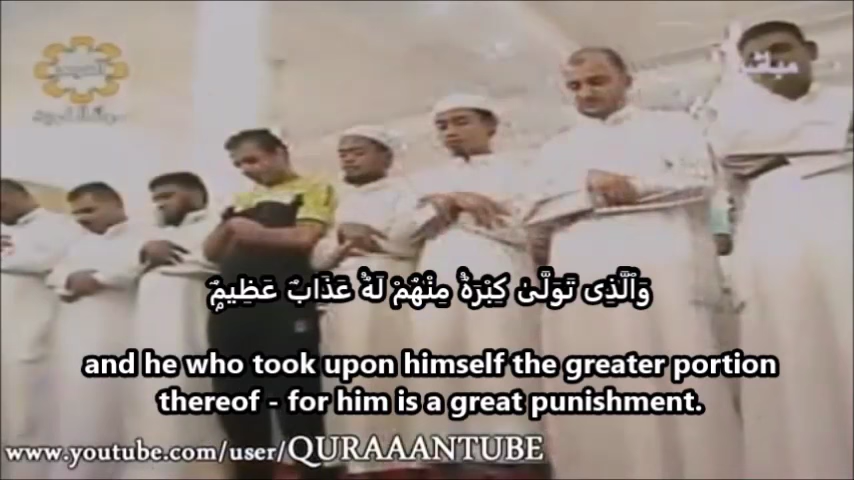 مباشر
وَٱلَّذِى تَوَلَّىٰ كِبْرَهُۥ مِنْهُمْ لَهُۥ عَذَابٌ عَظِيمٌۭ
and he who took upon himself the greater portion
thereof - for him is a great punishment.
www.youtube.com/user/QURAAANTUBE